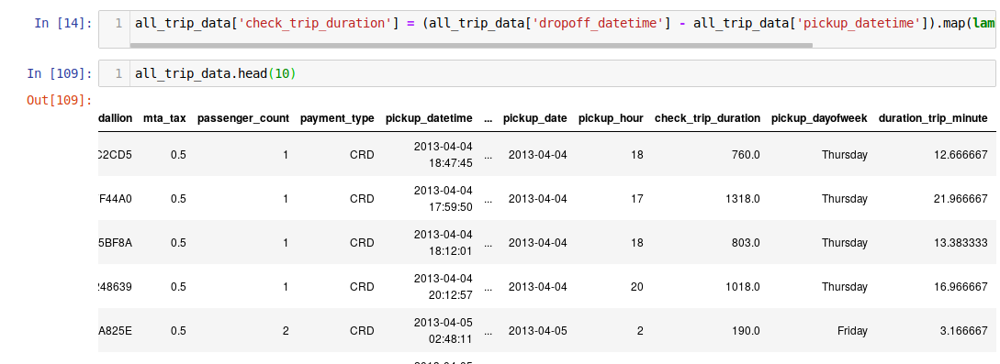 In [14]: 1 all_trip_data['check_trip_duration'] = (all_trip_data['dropoff_datetime'] - all_trip_data['pickup_datetime']).map(lam
In [109]: 1 all_trip_data.head(10)
Out[109]:
dallion mta_tax passenger_count payment_type pickup_datetime ... pickup_date pickup_hour check_trip_duration pickup_dayofweek duration_trip_minute
C2CD5 0.5 1 CRD 2013-04-04 18:47:45 ... 2013-04-04 18 760.0 Thursday 12.666667
F44A0 0.5 1 CRD 2013-04-04 17:59:50 ... 2013-04-04 17 1318.0 Thursday 21.966667
5BF8A 0.5 1 CRD 2013-04-04 18:12:01 ... 2013-04-04 18 803.0 Thursday 13.383333
248639 0.5 1 CRD 2013-04-04 20:12:57 ... 2013-04-04 20 1018.0 Thursday 16.966667
A825E 0.5 2 CRD 2013-04-05 02:48:11 ... 2013-04-05 2 190.0 Friday 3.166667